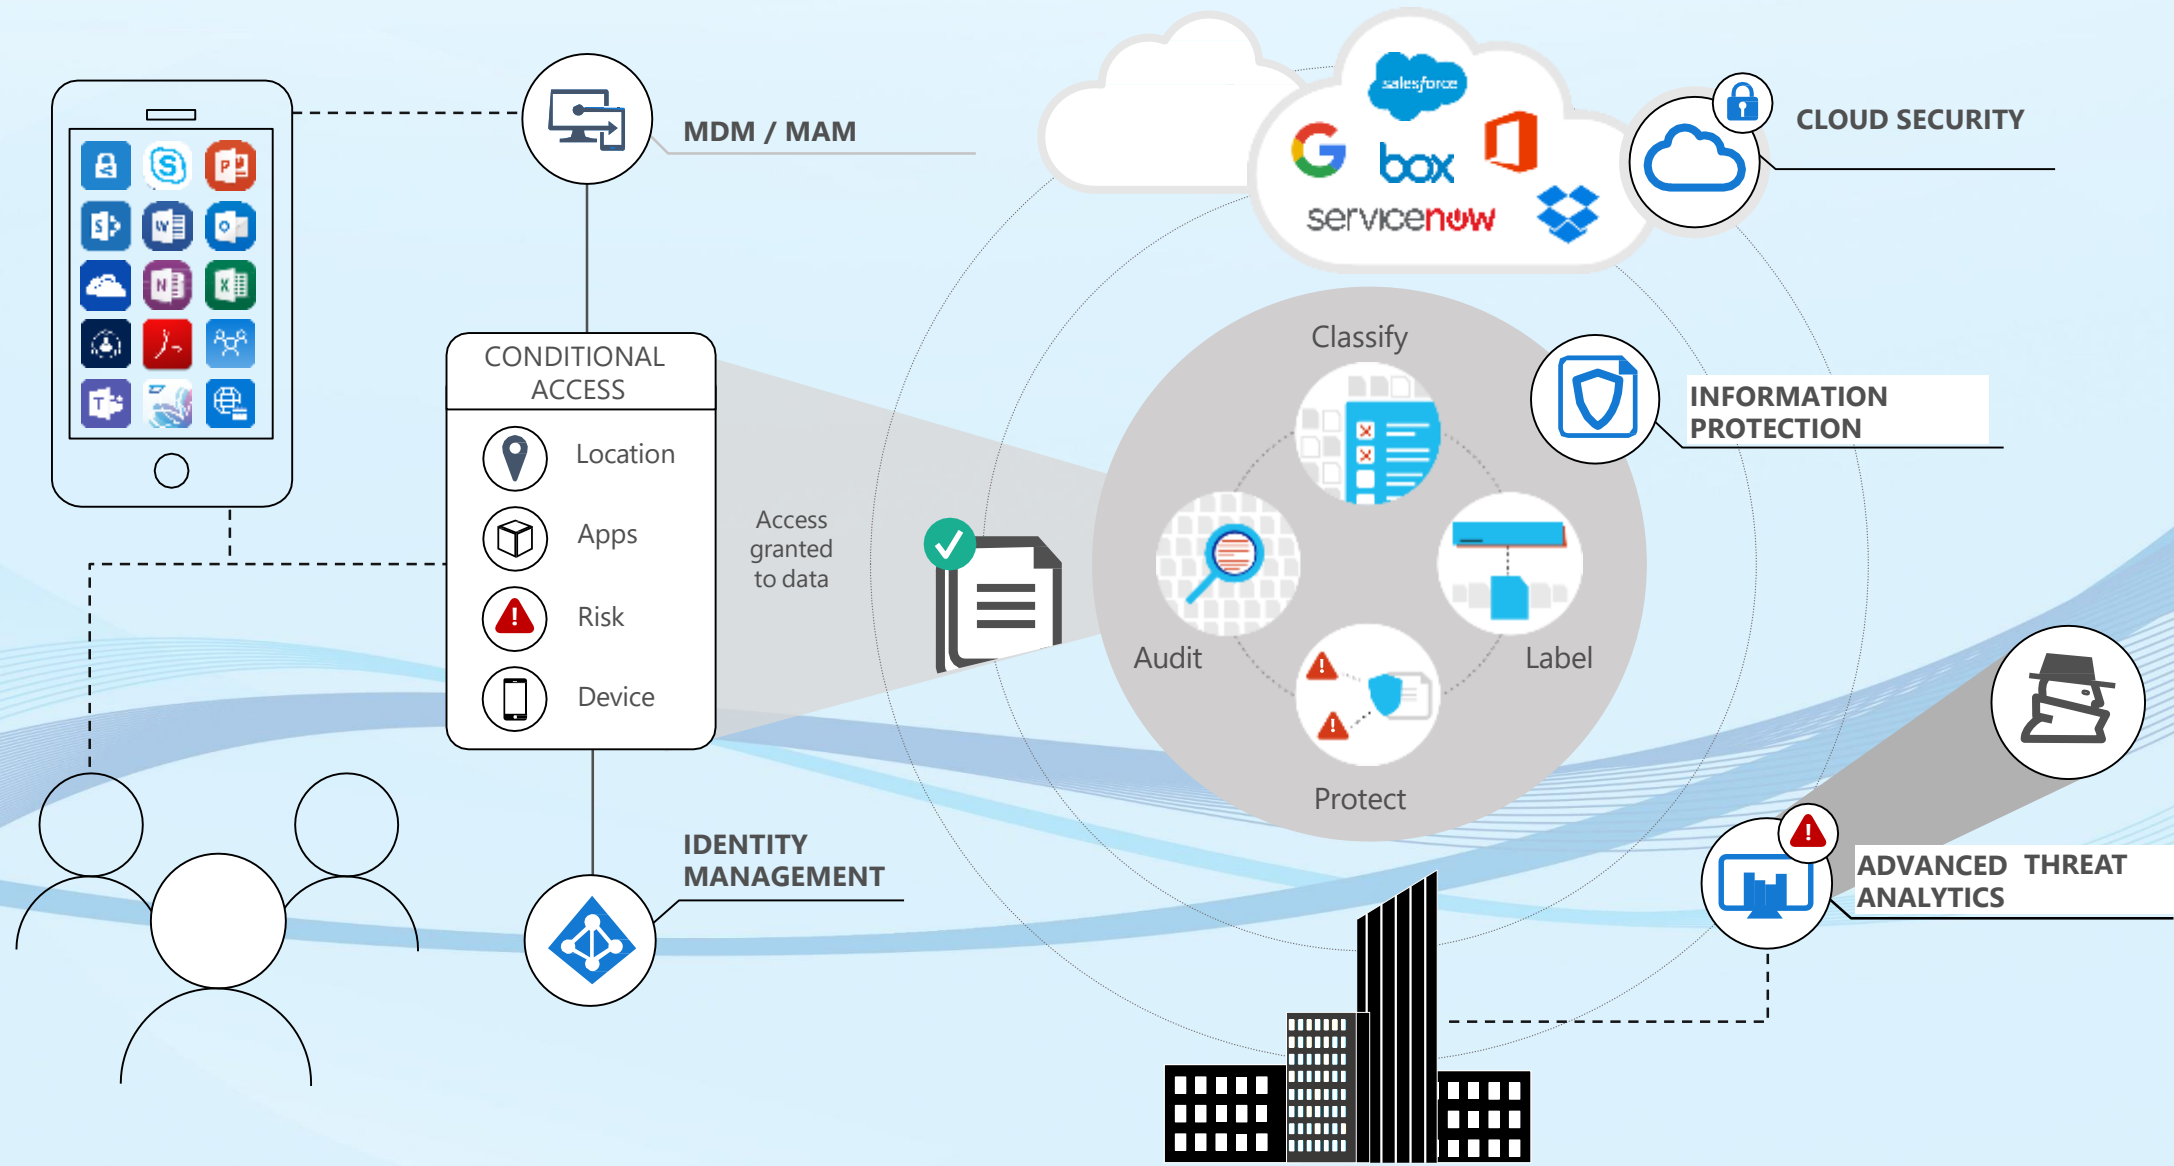 MDM / MAM
salesforce
box
servicenow
CLOUD SECURITY
CONDITIONAL
ACCESS
Location
Apps
Risk
Device
Access
granted
to data
Classify
Audit
Label
Protect
INFORMATION
PROTECTION
IDENTITY
MANAGEMENT
ADVANCED THREAT
ANALYTICS